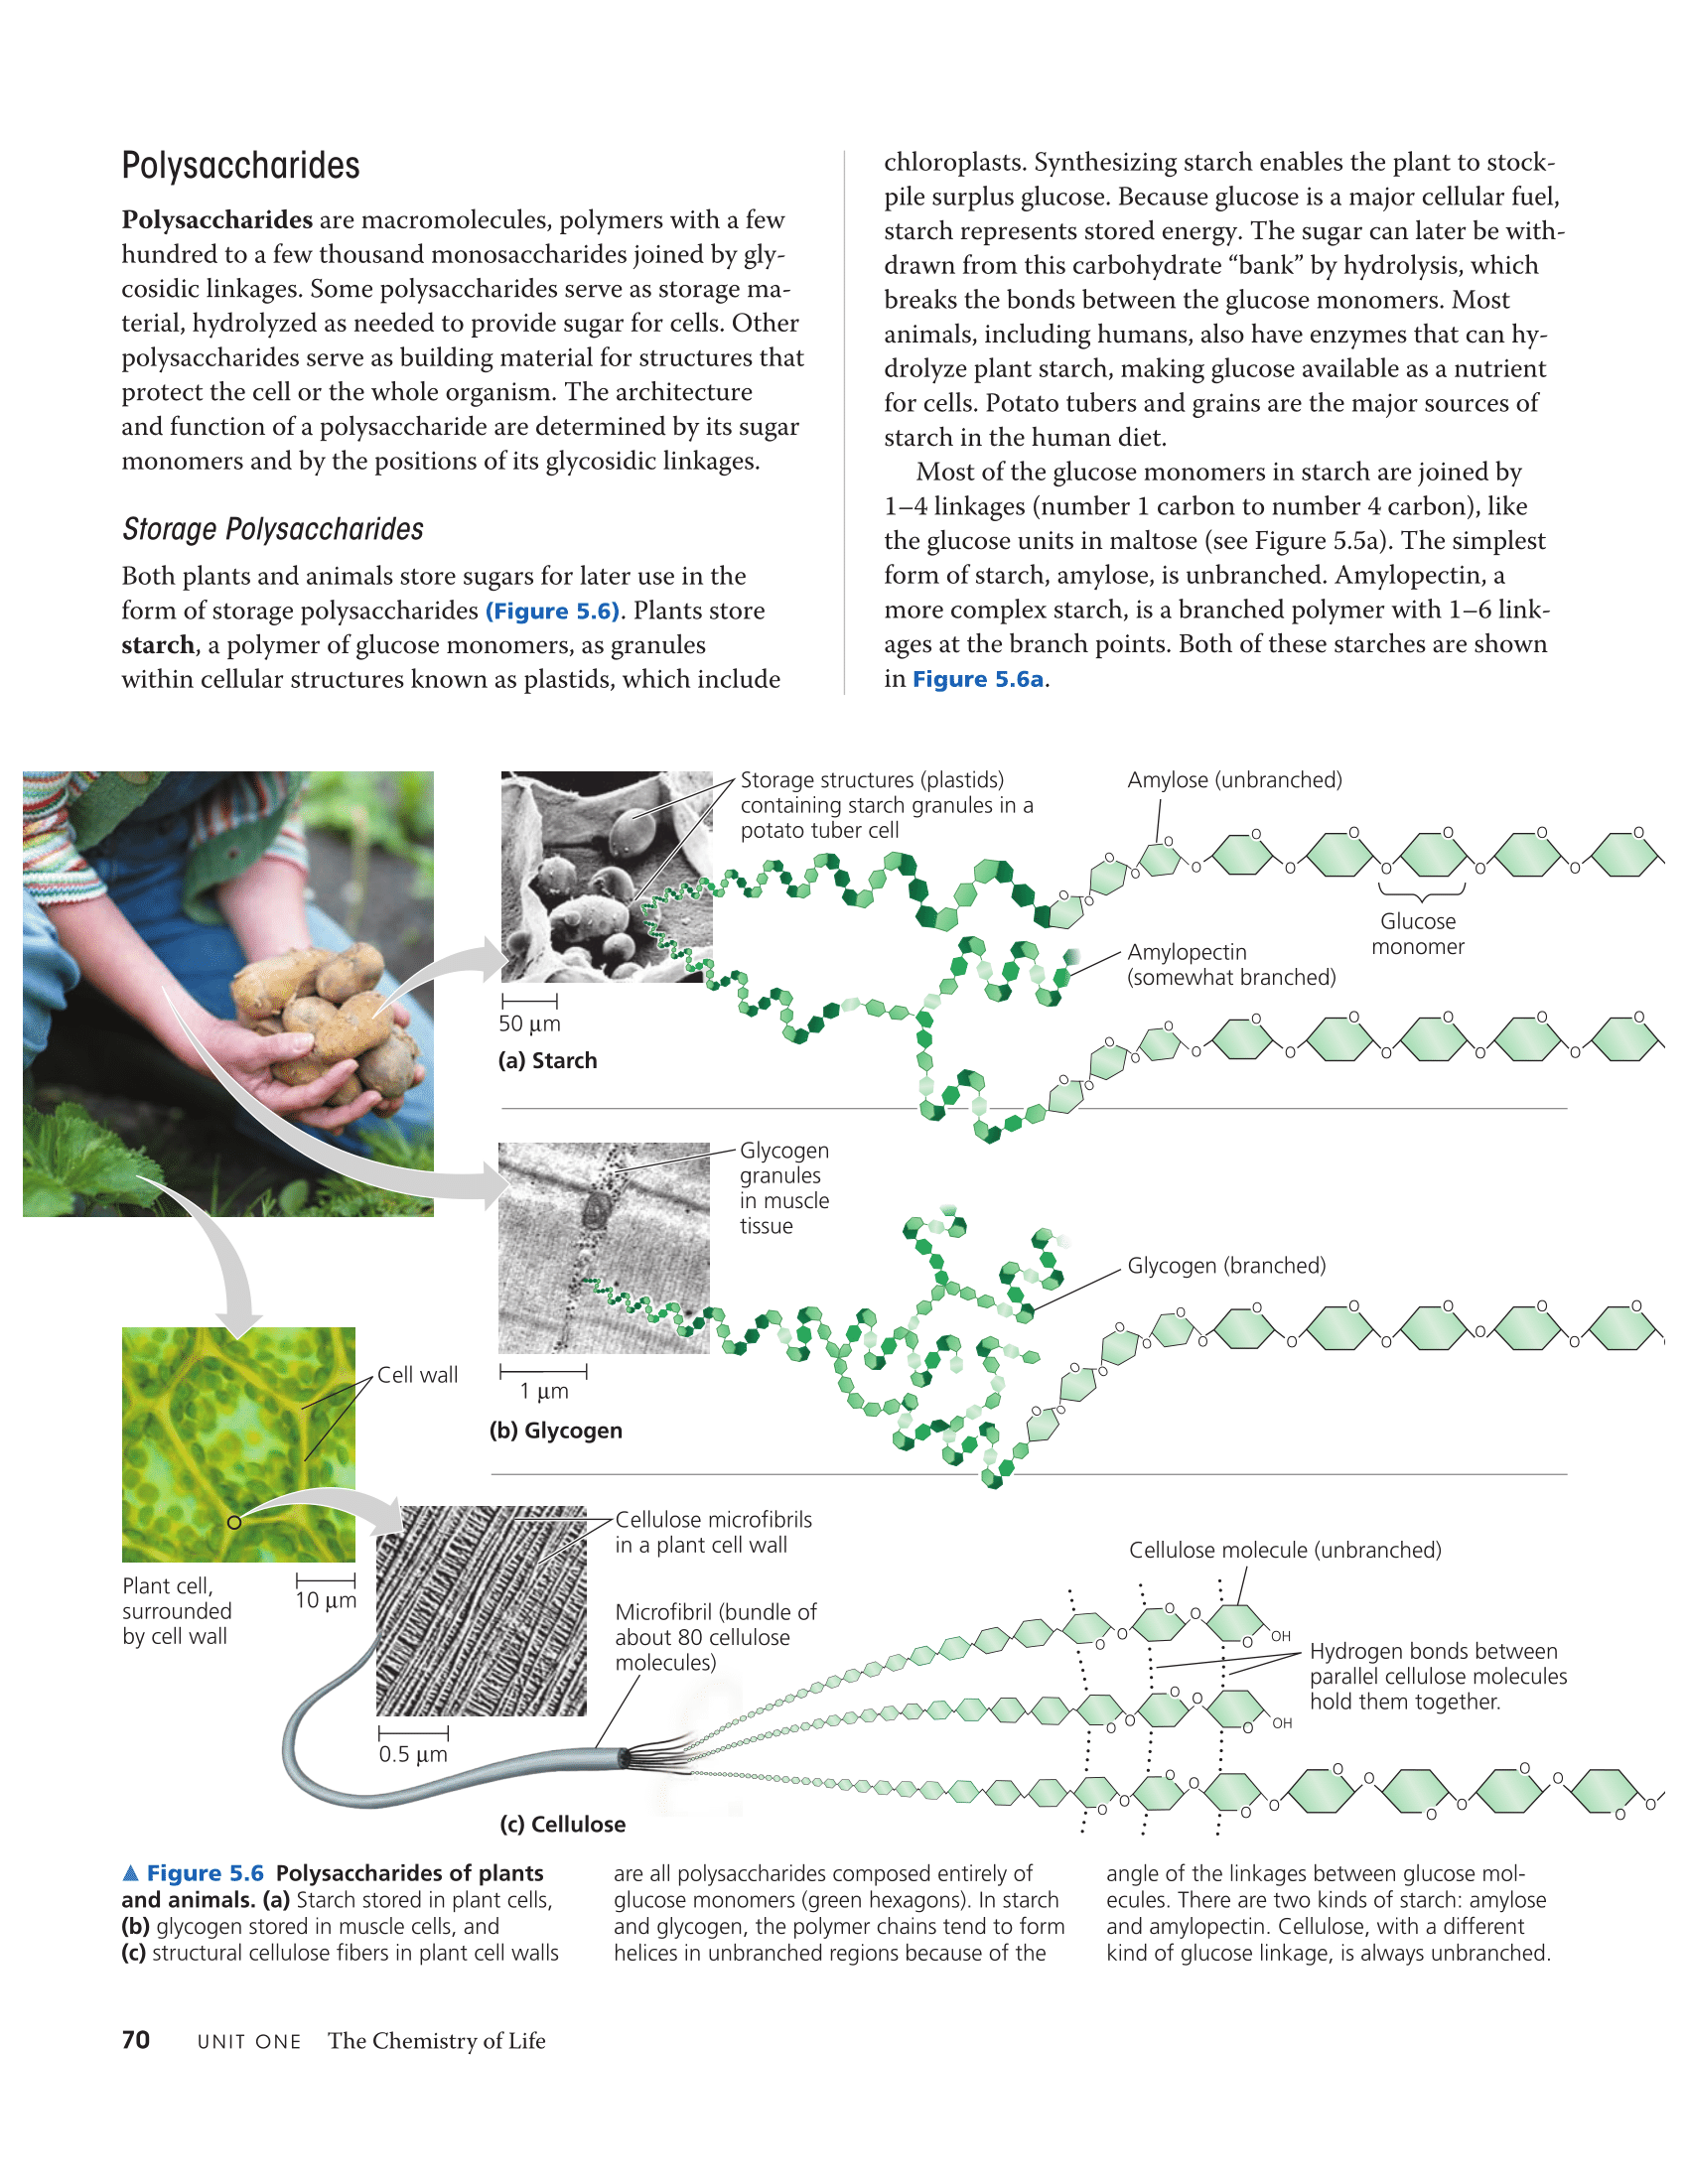 Polysaccharides
Polysaccharides are macromolecules, polymers with a few
hundred to a few thousand monosaccharides joined by gly-
cosidic linkages. Some polysaccharides serve as storage ma-
terial, hydrolyzed as needed to provide sugar for cells. Other
polysaccharides serve as building material for structures that
protect the cell or the whole organism. The architecture
and function of a polysaccharide are determined by its sugar
monomers and by the positions of its glycosidic linkages.
Storage Polysaccharides
Both plants and animals store sugars for later use in the
form of storage polysaccharides (Figure 5.6). Plants store
starch, a polymer of glucose monomers, as granules
within cellular structures known as plastids, which include
chloroplasts. Synthesizing starch enables the plant to stock-
pile surplus glucose. Because glucose is a major cellular fuel,
starch represents stored energy. The sugar can later be with-
drawn from this carbohydrate “bank” by hydrolysis, which
breaks the bonds between the glucose monomers. Most
animals, including humans, also have enzymes that can hy-
drolyze plant starch, making glucose available as a nutrient
for cells. Potato tubers and grains are the major sources of
starch in the human diet.
Most of the glucose monomers in starch are joined by
1–4 linkages (number 1 carbon to number 4 carbon), like
the glucose units in maltose (see Figure 5.5a). The simplest
form of starch, amylose, is unbranched. Amylopectin, a
more complex starch, is a branched polymer with 1–6 link-
ages at the branch points. Both of these starches are shown
in Figure 5.6a.
Storage structures (plastids)
containing starch granules in a
potato tuber cell
Amylose (unbranched)
O O O O O O O
O O O O O O O
Glucose
monomer
Amylopectin
(somewhat branched)
50 µm
(a) Starch
O O O O O O O
O O O O O O O
Glycogen
granules
in muscle
tissue
Glycogen (branched)
1 µm
(b) Glycogen
O O O O O O O
O O O O O O O
Cell wall
Plant cell,
surrounded
by cell wall
10 µm
Cellulose microfibrils
in a plant cell wall
Microfibril (bundle of
about 80 cellulose
molecules)
0.5 µm
Cellulose molecule (unbranched)
O O O O O OH
Hydrogen bonds between
parallel cellulose molecules
hold them together.
O O O O O OH
O O O O O O O O O O O O O
(c) Cellulose
▲ Figure 5.6 Polysaccharides of plants
and animals. (a) Starch stored in plant cells,
(b) glycogen stored in muscle cells, and
(c) structural cellulose fibers in plant cell walls
are all polysaccharides composed entirely of
glucose monomers (green hexagons). In starch
and glycogen, the polymer chains tend to form
helices in unbranched regions because of the
angle of the linkages between glucose mol-
ecules. There are two kinds of starch: amylose
and amylopectin. Cellulose, with a different
kind of glucose linkage, is always unbranched.
70 UNIT ONE The Chemistry of Life